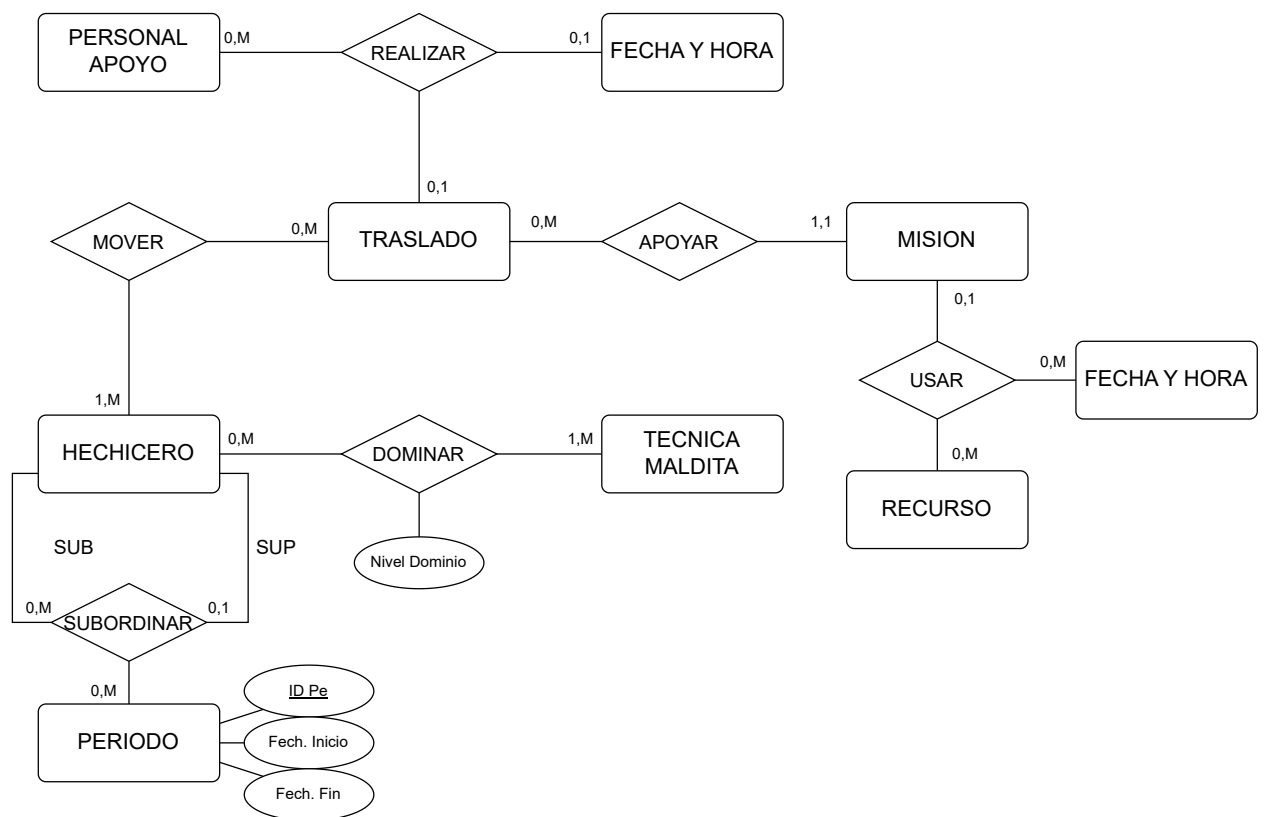 PERSONAL
APOYO
0,M
REALIZAR
0,1
FECHA Y HORA
0,1
MOVER
0,M
TRASLADO
0,M
APOYAR
1,1
MISION
0,1
1,M
USAR
0,M
FECHA Y HORA
HECHICERO
0,M
DOMINAR
1,M
TECNICA
MALDITA
0,M
RECURSO
SUB
SUP
Nivel Dominio
0,M
SUBORDINAR
0,1
0,M
PERIODO
ID Pe
Fech. Inicio
Fech. Fin